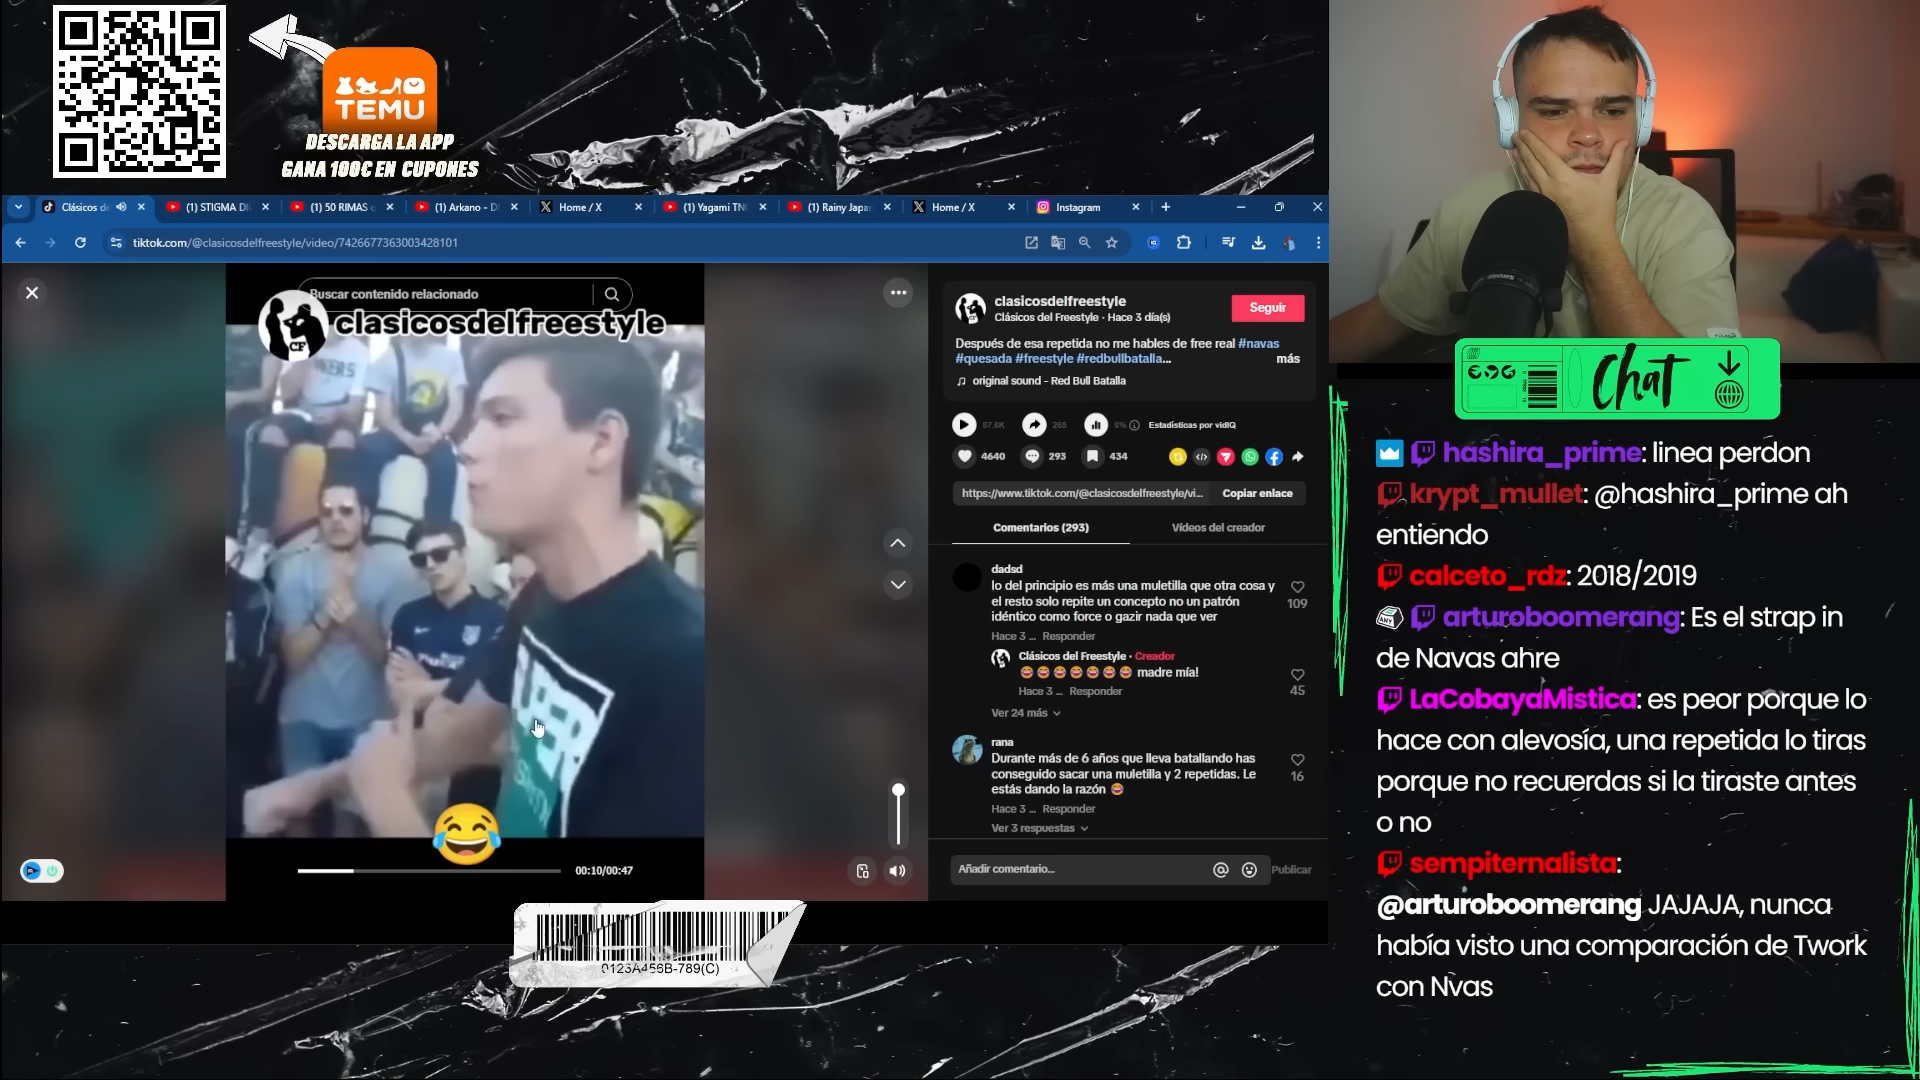 TEMU
DESCARGA LA APP
GANA 100€ EN CUPONES
Clásicos de
(1) STIGMA DI
(1) 50 RIMAS
(1) Arkano - D
Home / X
(1) Yagami TN
(1) Rainy Japa
Home / X
Instagram
tiktok.com/@clasicosdelfreestyle/video/7426677363003428101
Buscar contenido relacionado
CF
clasicosdelfreestyle
00:10/00:47
clasicosdelfreestyle
Clásicos del Freestyle · Hace 3 día(s)
Seguir
Después de esa repetida no me hables de free real #navas
#quesada #freestyle #redbullbatalla...
más
original sound - Red Bull Batalla
87.6K
265
6%
Estadísticas por vidIQ
4640
293
434
https://www.tiktok.com/@clasicosdelfreestyle/vi...
Copiar enlace
Comentarios (293)
Vídeos del creador
dadsd
lo del principio es más una muletilla que otra cosa y
el resto solo repite un concepto no un patrón
idéntico como force o gazir nada que ver
109
Hace 3 ... Responder
Clásicos del Freestyle · Creador
😂😂😂😂😂😂😂 madre mía!
45
Hace 3 ... Responder
Ver 24 más
rana
Durante más de 6 años que lleva batallando has
conseguido sacar una muletilla y 2 repetidas. Le
estás dando la razón 😂
16
Hace 3 ... Responder
Ver 3 respuestas
Añadir comentario...
Publicar
0123A456B-789(C)
Chat
hashira_prime: linea perdon
krypt_mullet: @hashira_prime ah
entiendo
calceto_rdz: 2018/2019
arturoboomerang: Es el strap in
de Navas ahre
LaCobayaMistica: es peor porque lo
hace con alevosía, una repetida lo tiras
porque no recuerdas si la tiraste antes
o no
sempiternalista:
@arturoboomerang JAJAJA, nunca
había visto una comparación de Twork
con Nvas